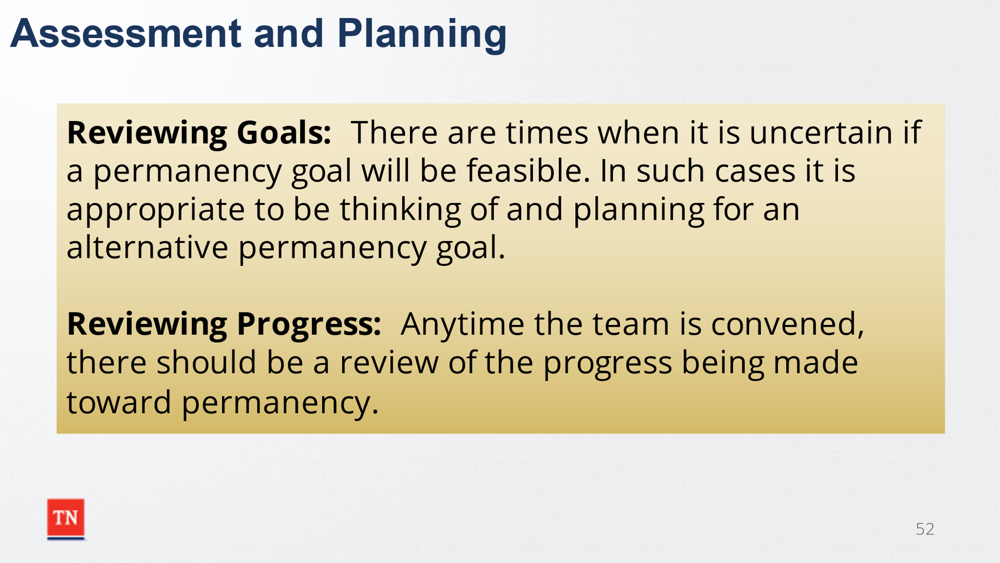 Assessment and Planning
Reviewing Goals:  There are times when it is uncertain if
a permanency goal will be feasible. In such cases it is
appropriate to be thinking of and planning for an
alternative permanency goal.
Reviewing Progress:  Anytime the team is convened,
there should be a review of the progress being made
toward permanency.
TN
52